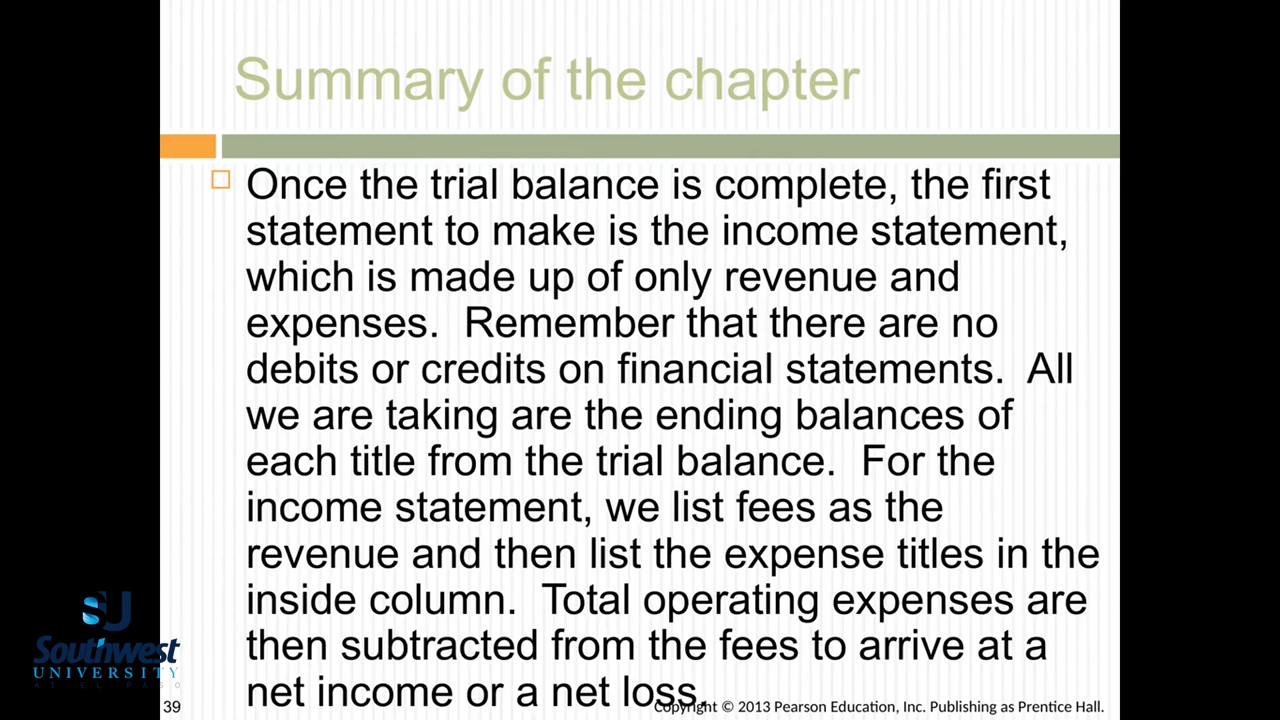 Summary of the chapter
Once the trial balance is complete, the first
statement to make is the income statement,
which is made up of only revenue and
expenses.  Remember that there are no
debits or credits on financial statements.  All
we are taking are the ending balances of
each title from the trial balance.  For the
income statement, we list fees as the
revenue and then list the expense titles in the
inside column.  Total operating expenses are
then subtracted from the fees to arrive at a
net income or a net loss.
SU
Southwest
UNIVERSITY
AT EL PASO
39
Copyright © 2013 Pearson Education, Inc. Publishing as Prentice Hall.